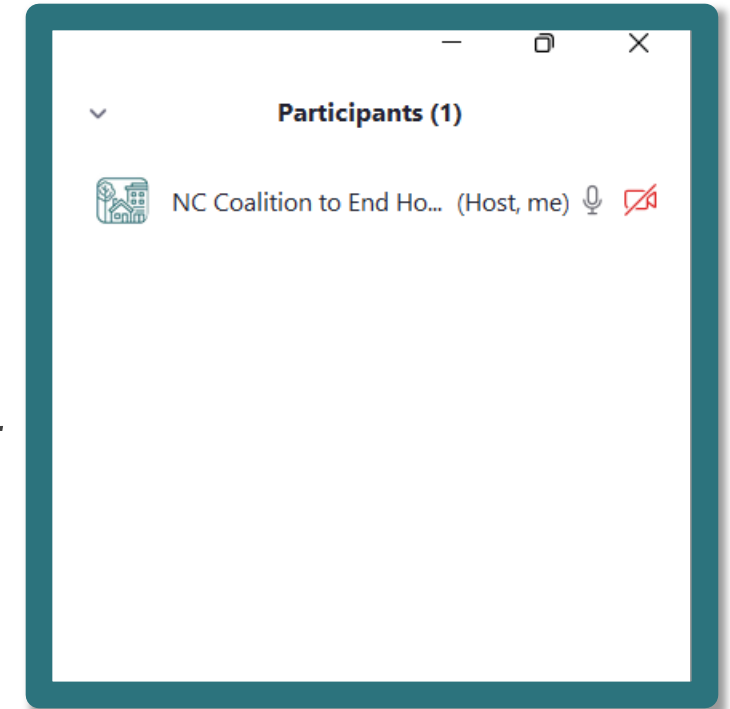 Participants (1)
NC Coalition to End Ho... (Host, me)